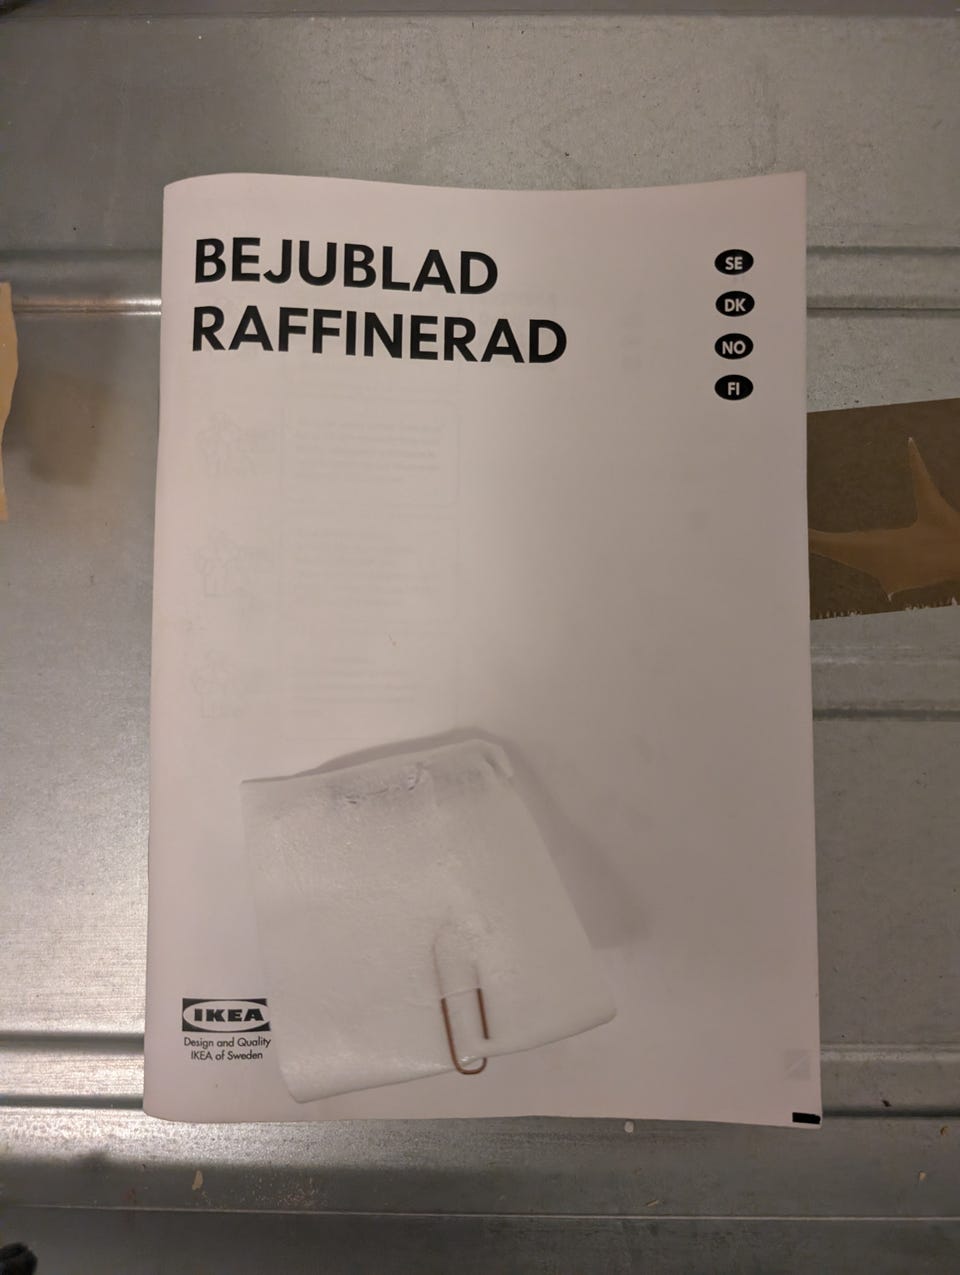 BEJUBLAD
RAFFINERAD
SE
DK
NO
FI
IKEA
Design and Quality
IKEA of Sweden